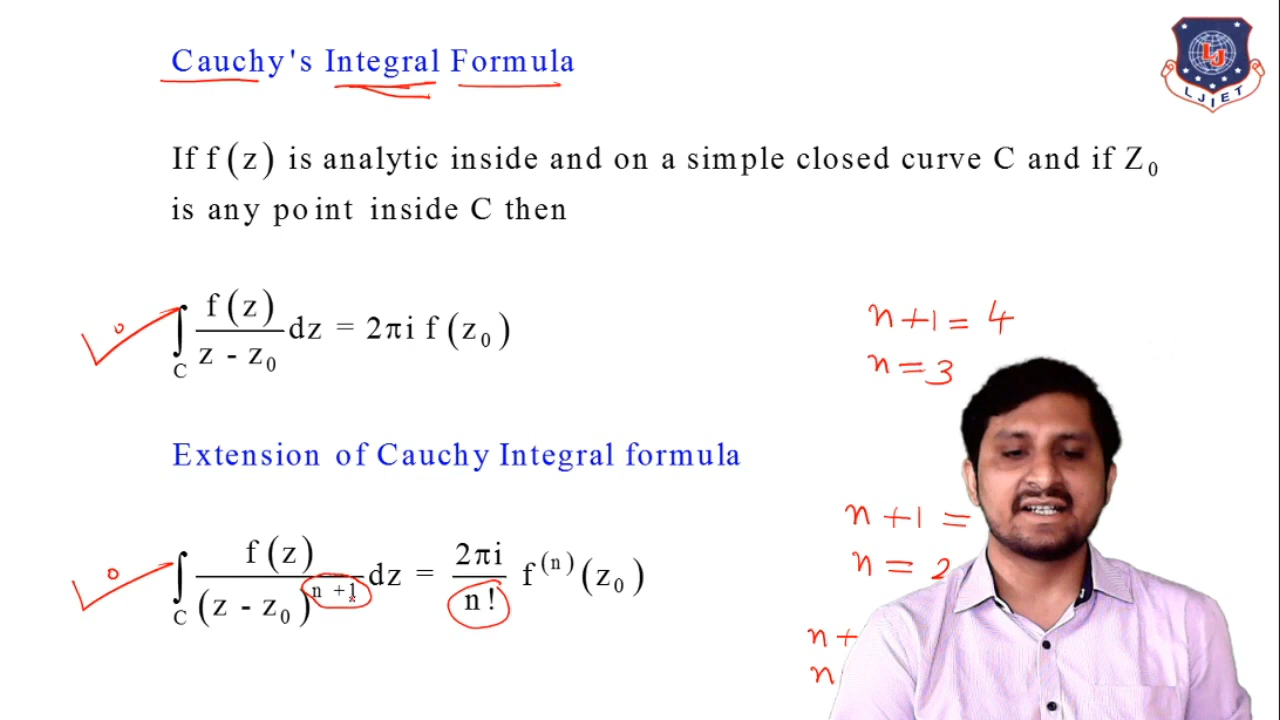 Cauchy's Integral Formula
LJIET
If f(z) is analytic inside and on a simple closed curve C and if Z₀
is any point inside C then
∫_C f(z)/(z - z₀) dz = 2πi f(z₀)
n+1 = 4
n = 3
Extension of Cauchy Integral formula
n+1 =
n = 2
∫_C f(z)/(z - z₀)^(n+1) dz = 2πi/n! f^(n)(z₀)
n+
n